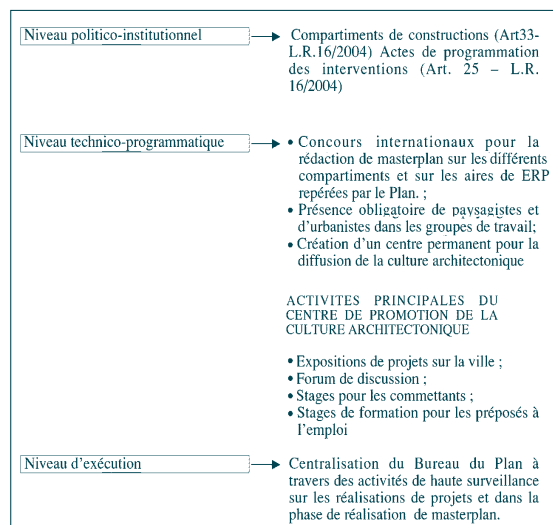 Niveau politico-institutionnel
Compartiments de constructions (Art33-
L.R.16/2004) Actes de programmation
des interventions (Art. 25 – L.R.
16/2004)
Niveau technico-programmatique
• Concours internationaux pour la
rédaction de masterplan sur les différents
compartiments et sur les aires de ERP
repérées par le Plan. ;
• Présence obligatoire de paysagistes et
d'urbanistes dans les groupes de travail;
• Création d'un centre permanent pour la
diffusion de la culture architectonique
ACTIVITES PRINCIPALES DU
CENTRE DE PROMOTION DE LA
CULTURE ARCHITECTONIQUE
• Expositions de projets sur la ville ;
• Forum de discussion ;
• Stages pour les commettants ;
• Stages de formation pour les préposés à
l'emploi
Niveau d'exécution
Centralisation du Bureau du Plan à
travers des activités de haute surveillance
sur les réalisations de projets et dans la
phase de réalisation de masterplan.